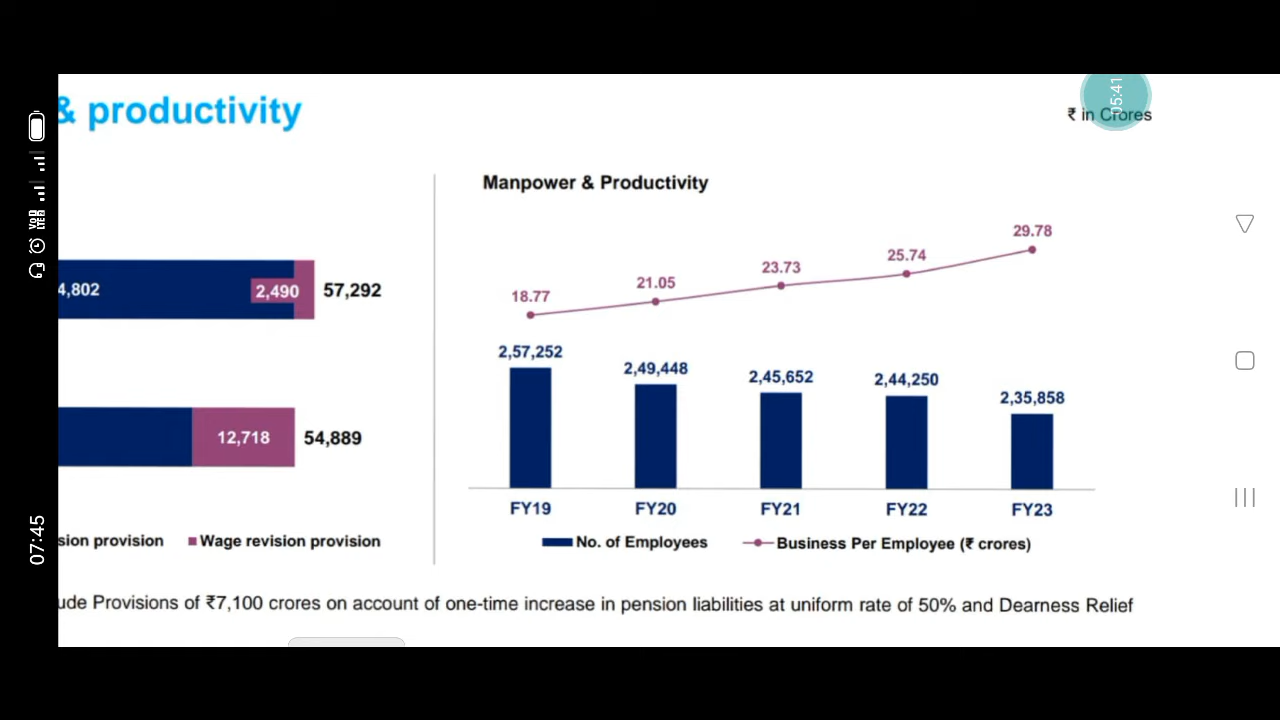 & productivity
05:41
₹ in Crores
Manpower & Productivity
29.78
25.74
23.73
21.05
18.77
4,802
2,490
57,292
2,57,252
2,49,448
2,45,652
2,44,250
2,35,858
12,718
54,889
FY19
FY20
FY21
FY22
FY23
sion provision
Wage revision provision
No. of Employees
Business Per Employee (₹ crores)
ude Provisions of ₹7,100 crores on account of one-time increase in pension liabilities at uniform rate of 50% and Dearness Relief
07:45